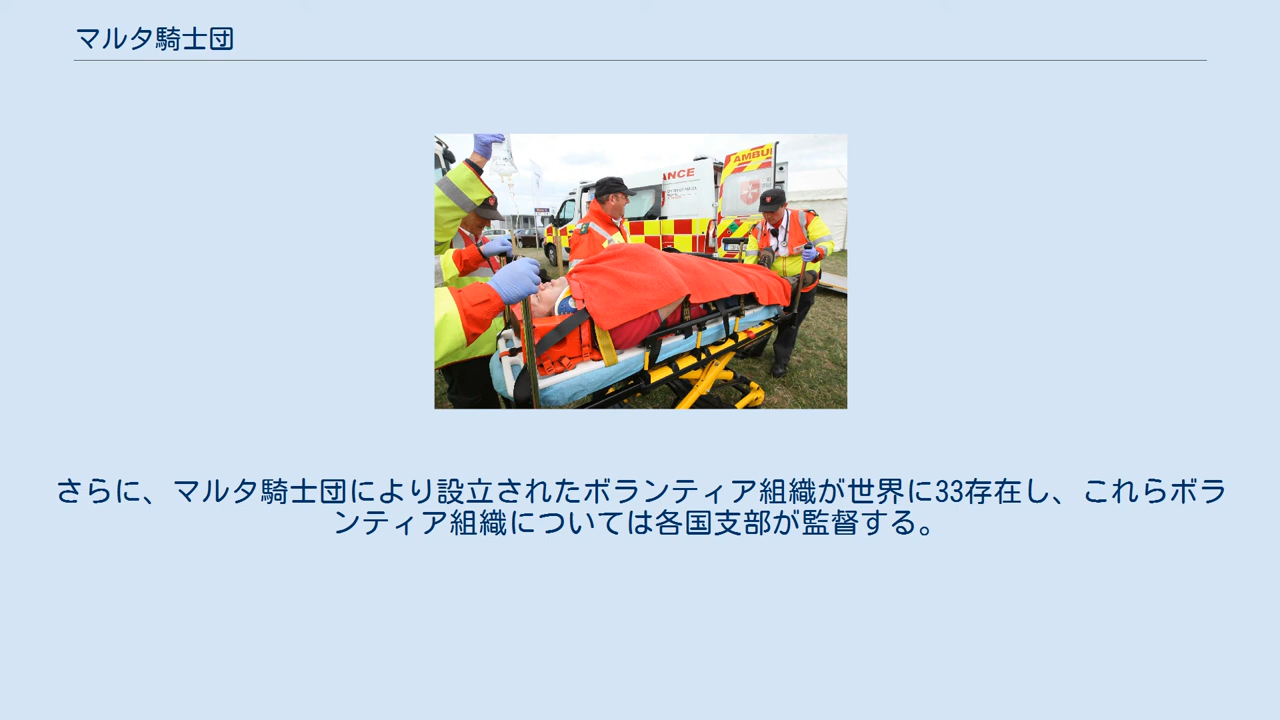 マルタ騎士団
ANCE
AMBU
さらに、マルタ騎士団により設立されたボランティア組織が世界に33存在し、これらボラ
ンティア組織については各国支部が監督する。